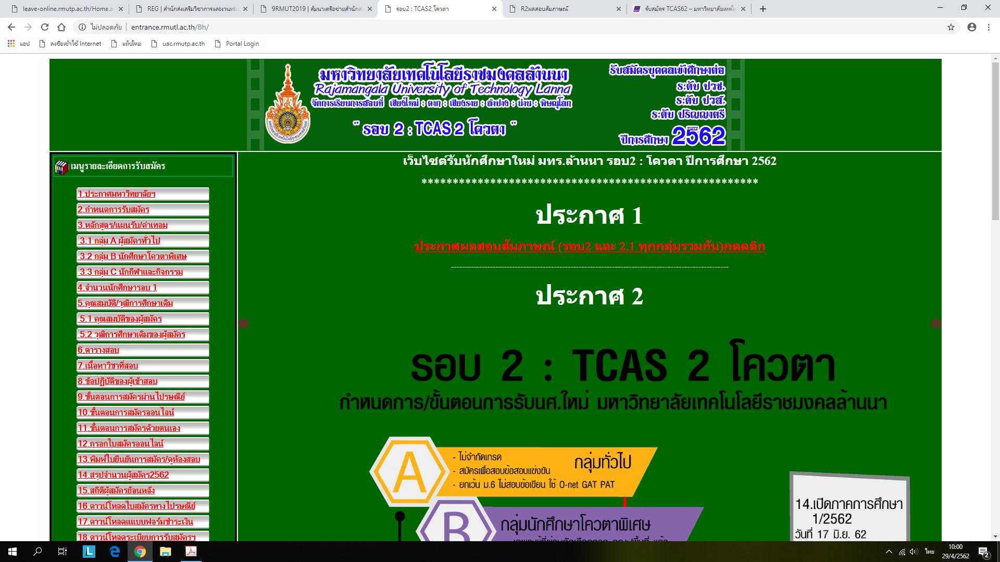 leave-online.rmutp.ac.th/Home.a
REG | สำนักส่งเสริมวิชาการและงานทะเ
9RMUT2019 | สัมนาเครือข่ายสำนักส่
รอบ2 : TCAS2 โควตา
R2ผลสอบสัมภาษณ์
รับสมัคร TCAS62 – มหาวิทยาลัยเทคโน
ไม่ปลอดภัย
entrance.rmutl.ac.th/Bh/
แอป
ลงชื่อเข้าใช้ Internet
แท็บใหม่
uac.rmutp.ac.th
Portal Login
มหาวิทยาลัยเทคโนโลยีราชมงคลล้านนา
Rajamangala University of Technology Lanna
จัดการเรียนการสอนที่ เชียงใหม่ : ตาก : เชียงราย : ลำปาง : น่าน : พิษณุโลก
" รอบ 2 : TCAS 2 โควตา "
รับสมัครบุคคลเข้าศึกษาต่อ
ระดับ ปวช.
ระดับ ปวส.
ระดับ ปริญญาตรี
ปีการศึกษา 2562
เมนูรายละเอียดการรับสมัคร
1.ประกาศมหาวิทยาลัยฯ
2.กำหนดการรับสมัคร
3.หลักสูตร/แผนรับ/ค่าเทอม
3.1 กลุ่ม A ผู้สมัครทั่วไป
3.2 กลุ่ม B นักศึกษาโควตาพิเศษ
3.3 กลุ่ม C นักกีฬาและกิจกรรม
4.จำนวนนักศึกษารอบ 1
5.คุณสมบัติ/วุฒิการศึกษาเดิม
5.1 คุณสมบัติของผู้สมัคร
5.2 วุฒิการศึกษาเดิมของผู้สมัคร
6.ตารางสอบ
7.เนื้อหาวิชาที่สอบ
8.ข้อปฏิบัติของผู้เข้าสอบ
9.ขั้นตอนการสมัครผ่านไปรษณีย์
10.ขั้นตอนการสมัครออนไลน์
11.ขั้นตอนการสมัครด้วยตนเอง
12.กรอกใบสมัครออนไลน์
13.พิมพ์ใบยืนยันการสมัคร/ดูห้องสอบ
14.สรุปจำนวนผู้สมัคร2562
15.สถิติผู้สมัครย้อนหลัง
16.ดาวน์โหลดใบสมัครทางไปรษณีย์
17.ดาวน์โหลดแแบบฟอร์มชำระเงิน
18.ดาวน์โหลดระเบียบการรับสมัครฯ
เว็บไซต์รับนักศึกษาใหม่ มทร.ล้านนา รอบ2 : โควตา ปีการศึกษา 2562
******************************************************
ประกาศ 1
ประกาศผลสอบสัมภาษณ์ (รอบ2 และ 2.1 ทุกกลุ่มรวมกัน)กดคลิก
ประกาศ 2
รอบ 2 : TCAS 2 โควตา
กำหนดการ/ขั้นตอนการรับนศ.ใหม่ มหาวิทยาลัยเทคโนโลยีราชมงคลล้านนา
A
- ไม่จำกัดเกรด
- สมัครเพื่อสอบข้อสอบแข่งขัน
- ยกเว้น ม.6 ไม่สอบข้อเขียน ใช้ O-net GAT PAT
กลุ่มทั่วไป
B
กลุ่มนักศึกษาโควตาพิเศษ
14.เปิดภาคการศึกษา
1/2562
วันที่ 17 มิ.ย. 62
ไทย
10:00
29/4/2562
2